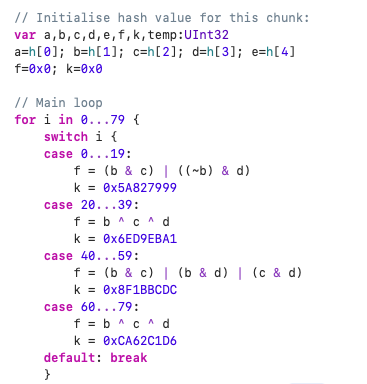 // Initialise hash value for this chunk:
var a,b,c,d,e,f,k,temp:UInt32
a=h[0]; b=h[1]; c=h[2]; d=h[3]; e=h[4]
f=0x0; k=0x0
// Main loop
for i in 0...79 {
switch i {
case 0...19:
f = (b & c) | ((~b) & d)
k = 0x5A827999
case 20...39:
f = b ^ c ^ d
k = 0x6ED9EBA1
case 40...59:
f = (b & c) | (b & d) | (c & d)
k = 0x8F1BBCDC
case 60...79:
f = b ^ c ^ d
k = 0xCA62C1D6
default: break
}